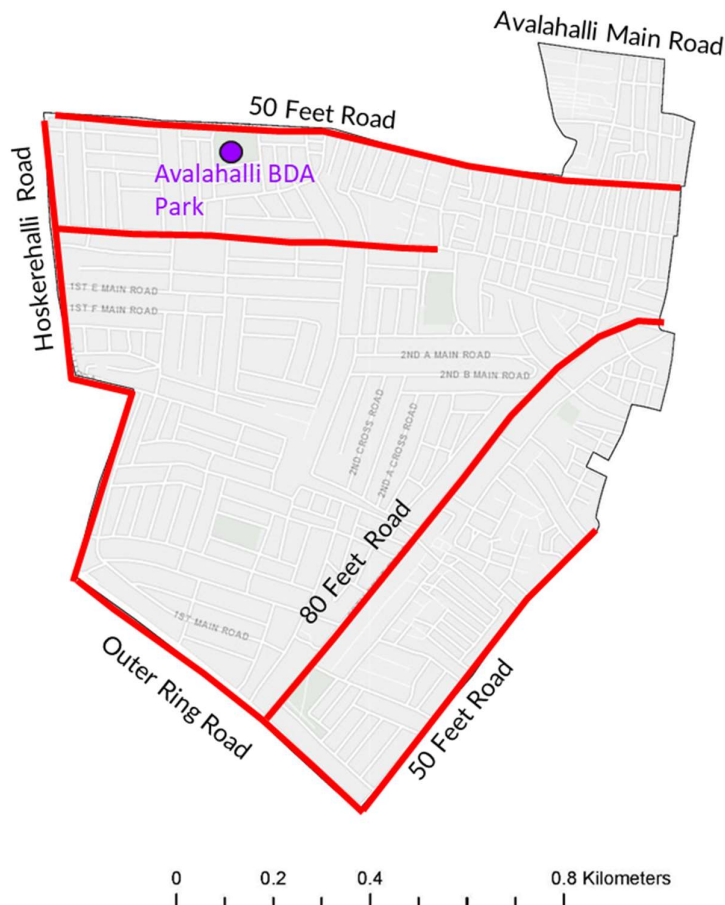 Avalahalli Main Road
50 Feet Road
Avalahalli BDA
Park
Hoskerehalli Road
1ST E MAIN ROAD
1ST F MAIN ROAD
2ND A MAIN ROAD
2ND B MAIN ROAD
2ND CROSS ROAD
2ND A CROSS ROAD
80 Feet Road
1ST MAIN ROAD
Outer Ring Road
50 Feet Road
0 0.2 0.4 0.8 Kilometers